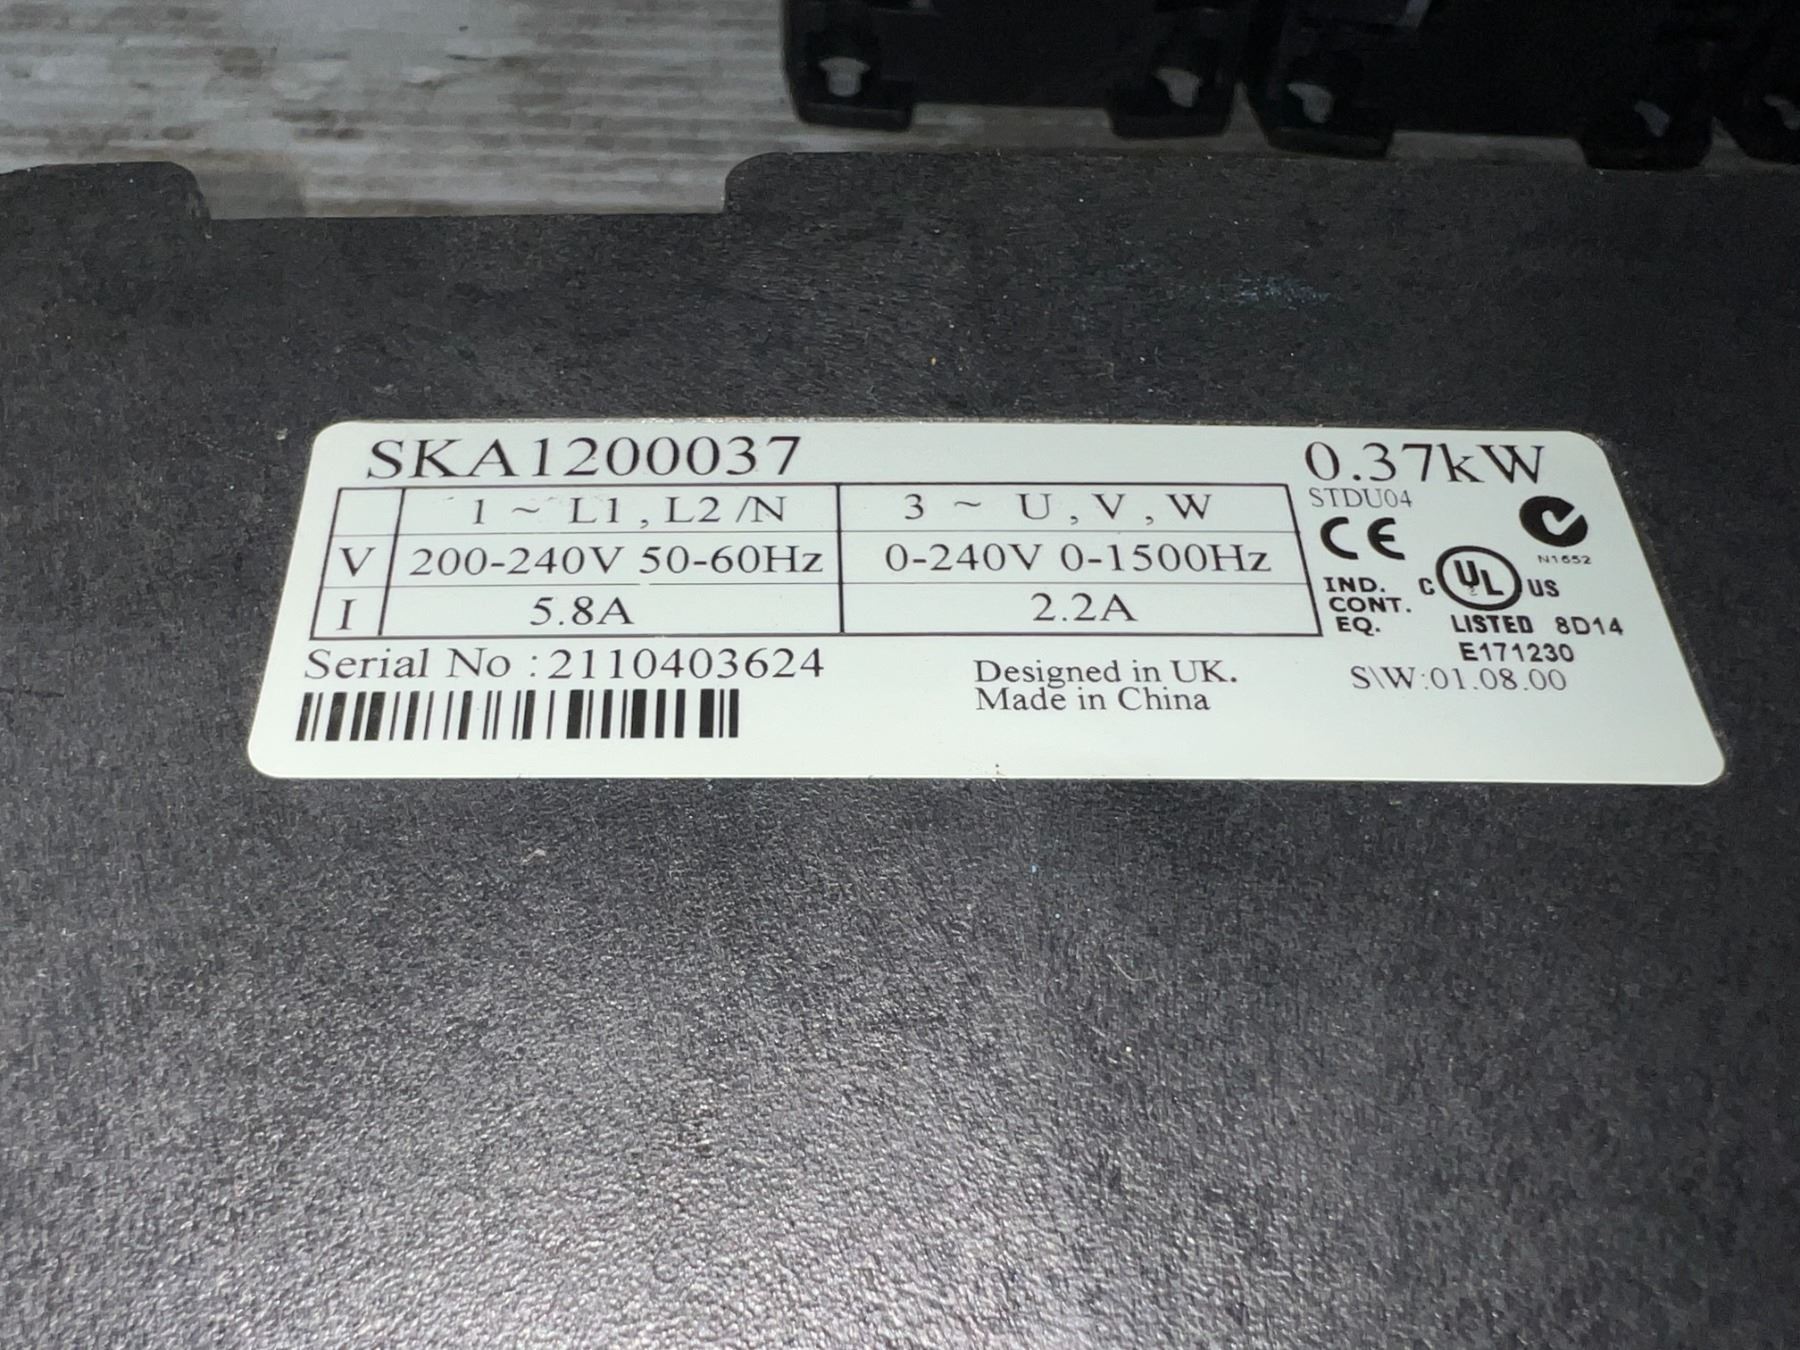 SKA1200037 0.37kW
1 ~ L1 , L2 /N 3 ~ U , V , W STDU04
V 200-240V 50-60Hz 0-240V 0-1500Hz CE N1652
I 5.8A 2.2A
IND. C UL US
CONT.
EQ. LISTED 8D14
E171230
Serial No : 2110403624 Designed in UK. S\W:01.08.00
Made in China